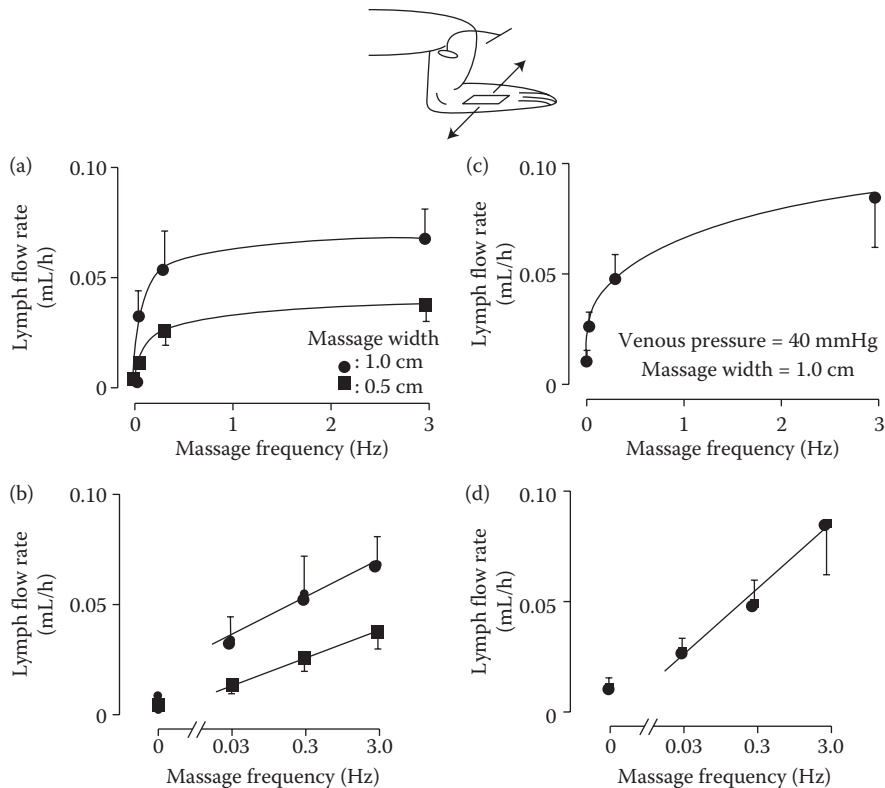 (a)
Lymph flow rate
(mL/h)
0.10
0.05
0
Massage width
: 1.0 cm
: 0.5 cm
0 1 2 3
Massage frequency (Hz)
(c)
Lymph flow rate
(mL/h)
0.10
0.05
0
Venous pressure = 40 mmHg
Massage width = 1.0 cm
0 1 2 3
Massage frequency (Hz)
(b)
Lymph flow rate
(mL/h)
0.10
0.05
0
0 0.03 0.3 3.0
Massage frequency (Hz)
(d)
Lymph flow rate
(mL/h)
0.10
0.05
0
0 0.03 0.3 3.0
Massage frequency (Hz)